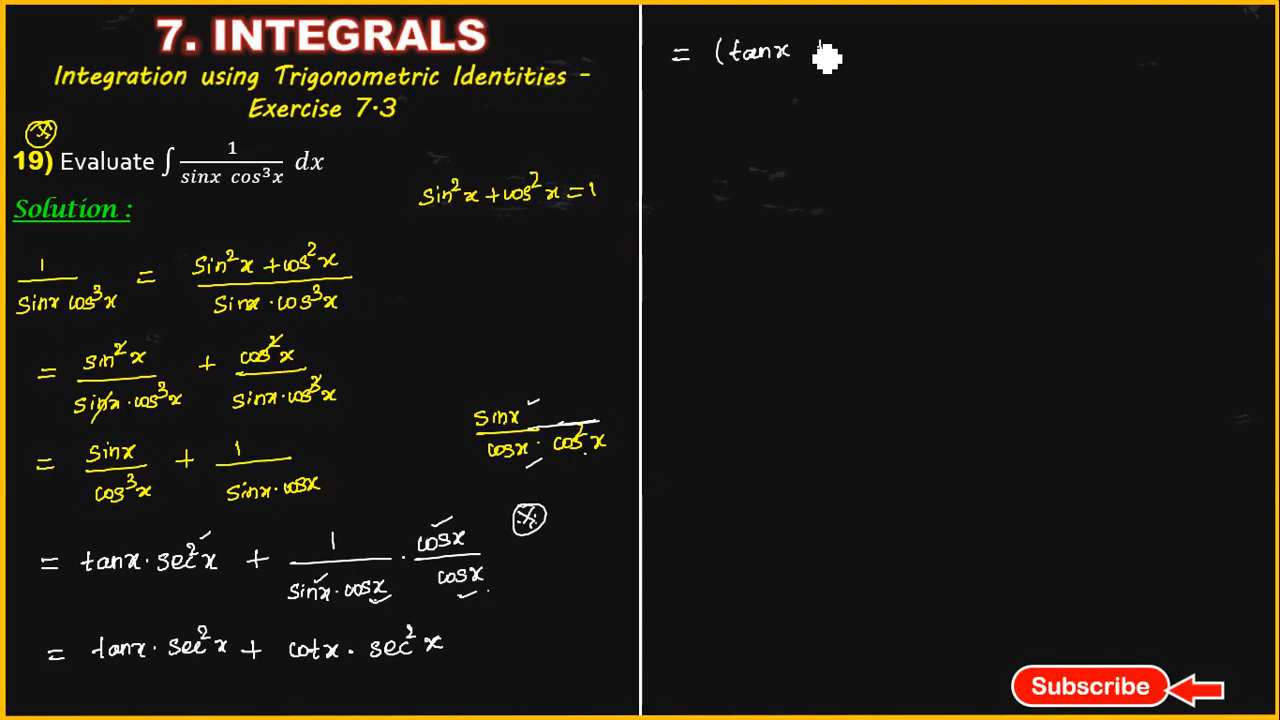 7. INTEGRALS
Integration using Trigonometric Identities -
Exercise 7.3
19) Evaluate ∫ 1/(sinx cos³x) dx
sin²x + cos²x = 1
Solution :
1/(sinx cos³x) = (sin²x + cos²x)/(sinx · cos³x)
= sin²x/(sinx · cos³x) + cos²x/(sinx · cos³x)
sinx/(cosx · cos²x)
= sinx/cos³x + 1/(sinx · cosx)
= tanx · sec²x + 1/(sinx · cosx) · cosx/cosx
= tanx · sec²x + cotx · sec²x
= (tanx
Subscribe